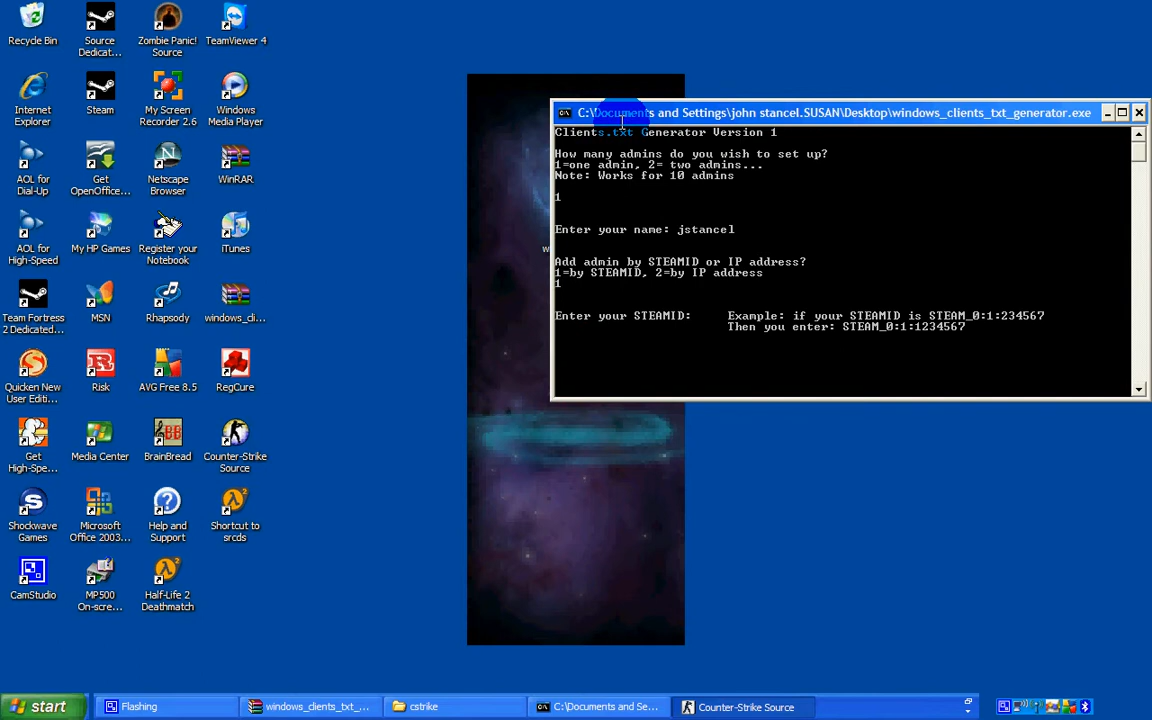 Recycle Bin
Source
Dedicat...
Zombie Panic!
Source
TeamViewer 4
Internet
Explorer
Steam
My Screen
Recorder 2.6
Windows
Media Player
AOL for
Dial-Up
Get
OpenOffice...
Netscape
Browser
WinRAR
AOL for
High-Speed
My HP Games
Register your
Notebook
iTunes
Team Fortress
2 Dedicated...
MSN
Rhapsody
windows_cli...
Quicken New
User Editi...
Risk
AVG Free 8.5
RegCure
Get
High-Spe...
Media Center
BrainBread
Counter-Strike
Source
Shockwave
Games
Microsoft
Office 2003...
Help and
Support
Shortcut to
srcds
CamStudio
MP500
On-scre...
Half-Life 2
Deathmatch
C:\Documents and Settings\john stancel.SUSAN\Desktop\windows_clients_txt_generator.exe
Clients.txt Generator Version 1
How many admins do you wish to set up?
1=one admin, 2= two admins...
Note: Works for 10 admins
1
Enter your name: jstancel
Add admin by STEAMID or IP address?
1=by STEAMID, 2=by IP address
1
Enter your STEAMID: Example: if your STEAMID is STEAM_0:1:234567
Then you enter: STEAM_0:1:1234567
w
start
Flashing
windows_clients_txt_...
cstrike
C:\Documents and Se...
Counter-Strike Source